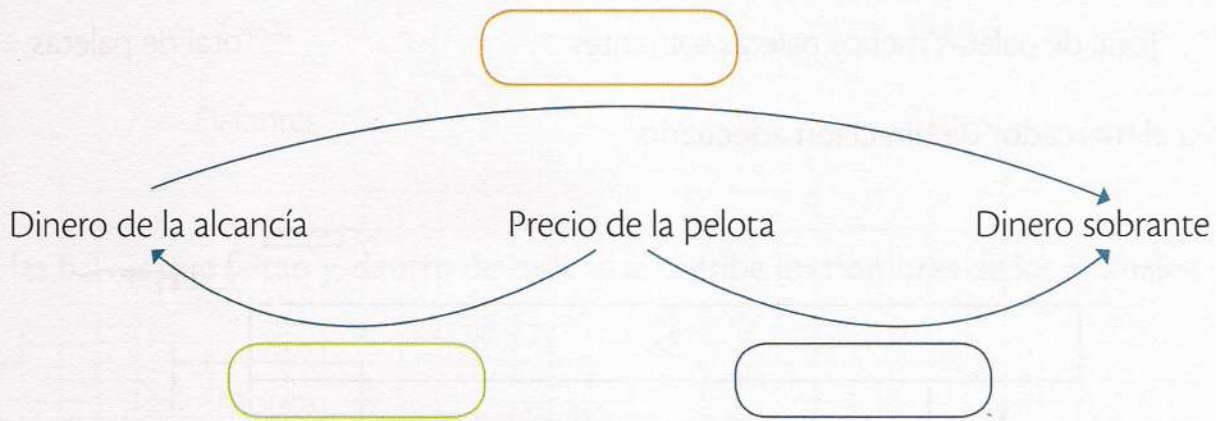 Dinero de la alcancía
Precio de la pelota
Dinero sobrante